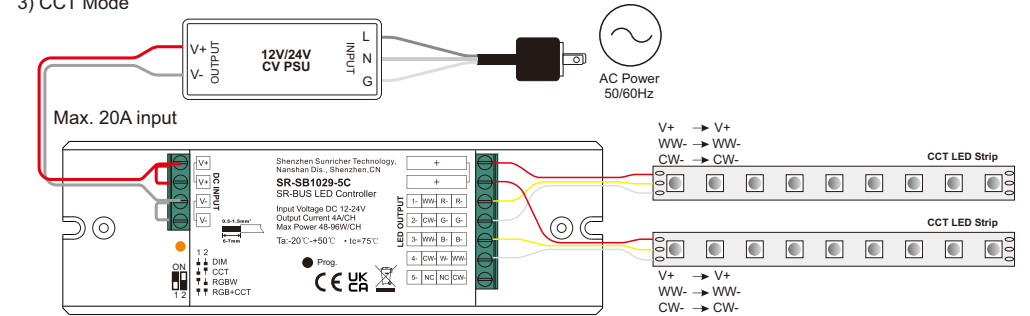 3) CCT Mode
V+
V-
OUTPUT
12V/24V
CV PSU
INPUT
L
N
G
AC Power
50/60Hz
Max. 20A input
V+
V+
V-
V-
DC INPUT
0.5-1.5mm²
6-7mm
Shenzhen Sunricher Technology,
Nanshan Dis., Shenzhen,CN
SR-SB1029-5C
SR-BUS LED Controller
Input Voltage DC 12-24V
Output Current 4A/CH
Max Power 48-96W/CH
Ta:-20°C-+50°C • tc=75°C
Prog.
CE UK CA
1 2
DIM
CCT
RGBW
RGB+CCT
ON
1 2
LED OUTPUT
+
+
1- WW- R- R-
2- CW- G- G-
3- WW- B- B-
4- CW- W- WW-
5- NC NC CW-
V+ → V+
WW- → WW-
CW- → CW-
CCT LED Strip
CCT LED Strip
V+ → V+
WW- → WW-
CW- → CW-